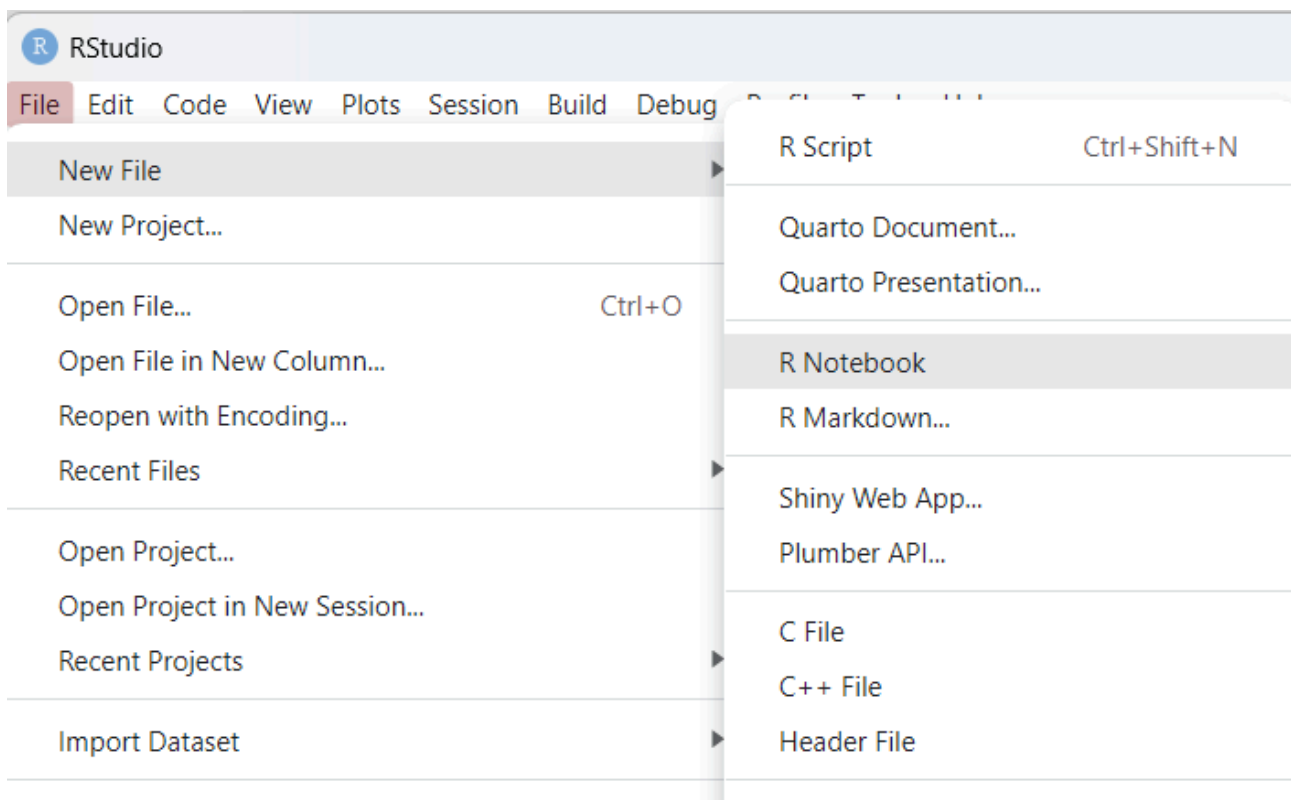 R RStudio
File Edit Code View Plots Session Build Debug
New File
New Project...
Open File... Ctrl+O
Open File in New Column...
Reopen with Encoding...
Recent Files
Open Project...
Open Project in New Session...
Recent Projects
Import Dataset
R Script Ctrl+Shift+N
Quarto Document...
Quarto Presentation...
R Notebook
R Markdown...
Shiny Web App...
Plumber API...
C File
C++ File
Header File